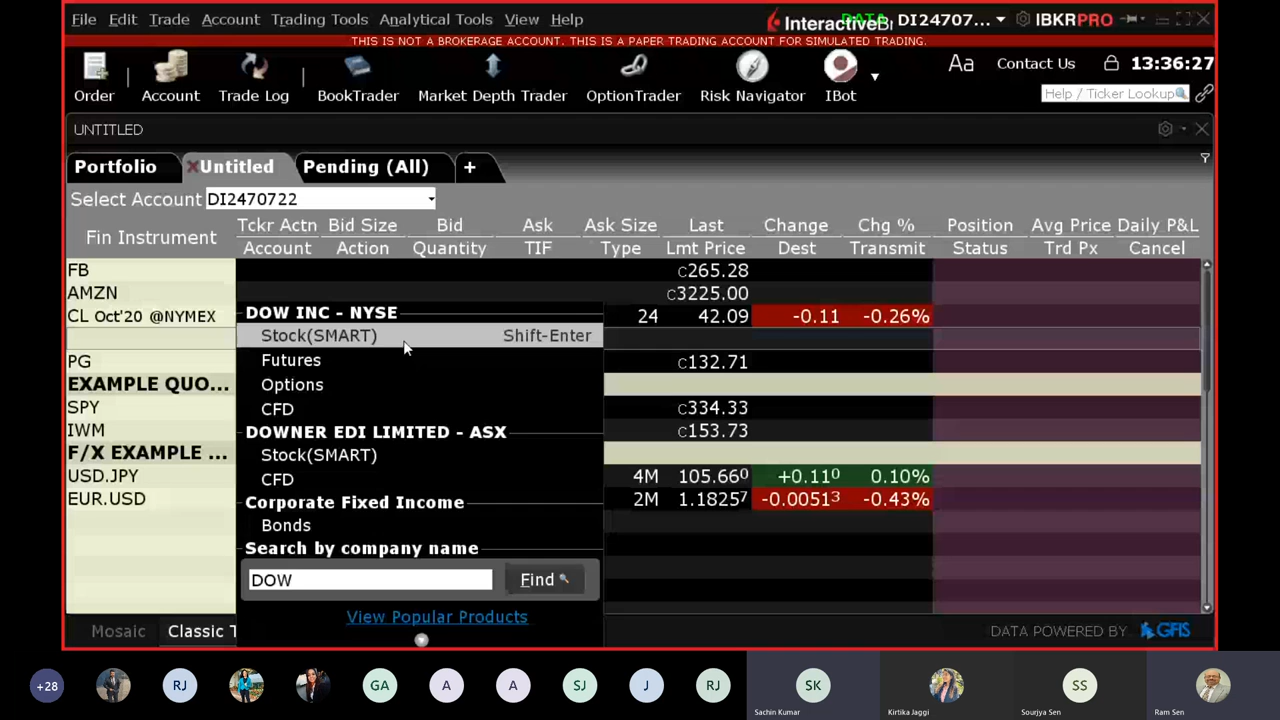 File Edit Trade Account Trading Tools Analytical Tools View Help
DI24707... IBKRPRO
THIS IS NOT A BROKERAGE ACCOUNT. THIS IS A PAPER TRADING ACCOUNT FOR SIMULATED TRADING.
Order Account Trade Log BookTrader Market Depth Trader OptionTrader Risk Navigator IBot
Aa Contact Us 13:36:27
Help / Ticker Lookup
UNTITLED
Portfolio Untitled Pending (All) +
Select Account DI2470722
Fin Instrument
Tckr Actn Bid Size Bid Ask Ask Size Last Change Chg % Position Avg Price Daily P&L
Account Action Quantity TIF Type Lmt Price Dest Transmit Status Trd Px Cancel
FB C265.28
AMZN C3225.00
CL Oct'20 @NYMEX 24 42.09 -0.11 -0.26%
PG C132.71
EXAMPLE QUO...
SPY C334.33
IWM C153.73
F/X EXAMPLE ...
USD.JPY 4M 105.66⁰ +0.11⁰ 0.10%
EUR.USD 2M 1.1825⁷ -0.0051³ -0.43%
DOW INC - NYSE
Stock(SMART) Shift-Enter
Futures
Options
CFD
DOWNER EDI LIMITED - ASX
Stock(SMART)
CFD
Corporate Fixed Income
Bonds
Search by company name
DOW Find
View Popular Products
Mosaic Classic T
DATA POWERED BY GFIS
+28 RJ GA A A SJ J RJ SK SS
Sachin Kumar Kirtika Jaggi Sourjya Sen Ram Sen